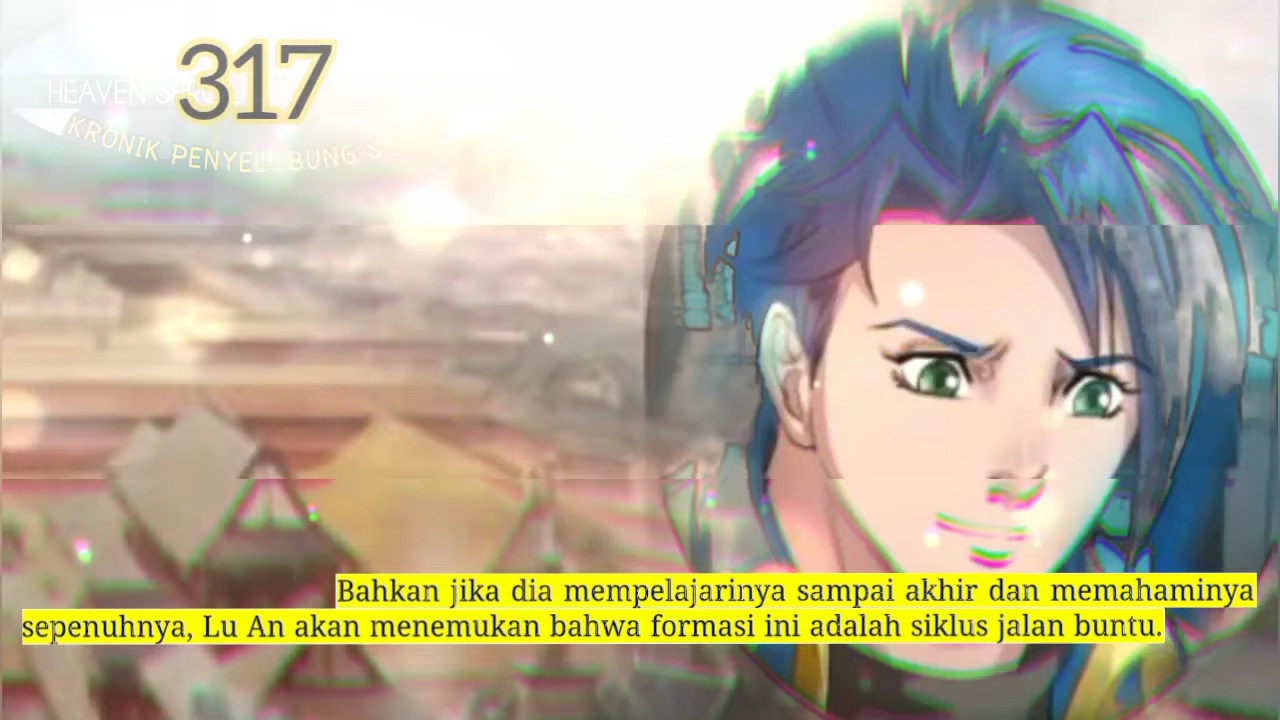 317
HEAVEN
KRONIK
Bahkan jika dia mempelajarinya sampai akhir dan memahaminya
sepenuhnya, Lu An akan menemukan bahwa formasi ini adalah siklus jalan buntu.